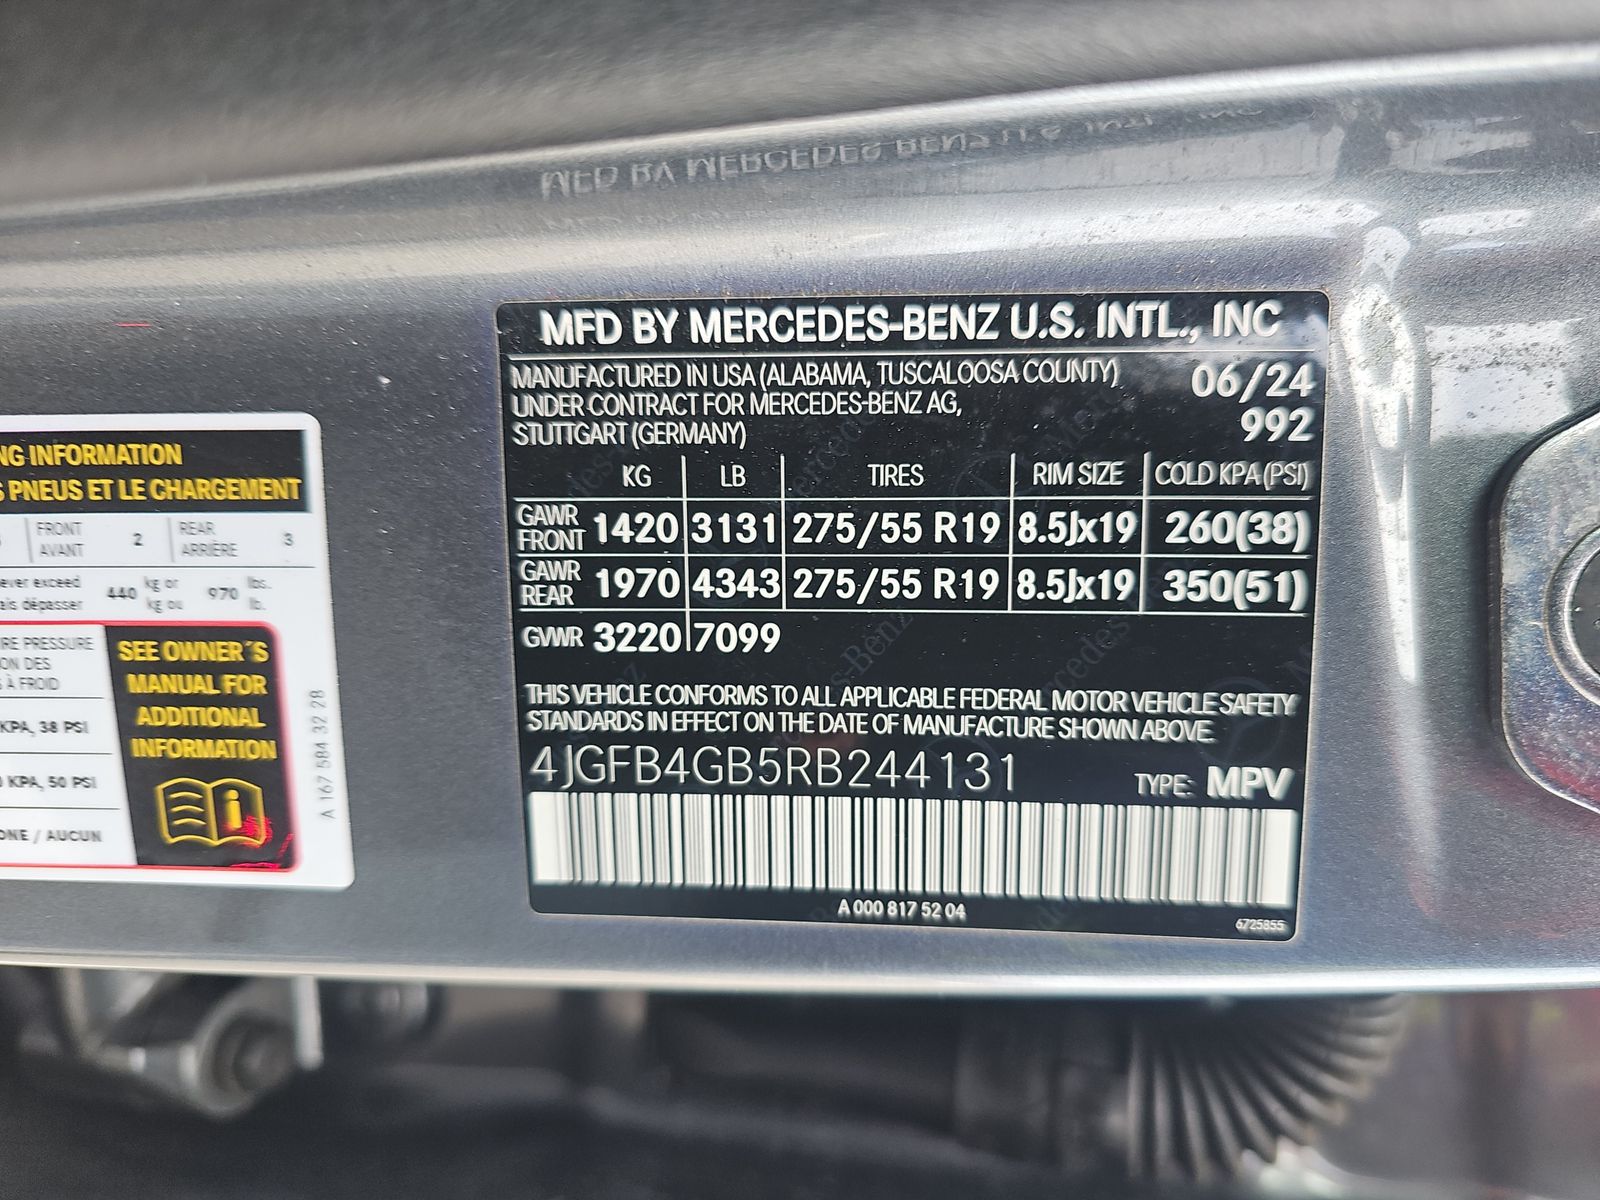 NG INFORMATION
S PNEUS ET LE CHARGEMENT
FRONT 2 REAR 3
AVANT ARRIÈRE
ever exceed 440 kg or 970 lbs.
ais dépasser kg ou lb.
IRE PRESSURE
ON DES
À FROID
KPA, 38 PSI
0 KPA, 50 PSI
ONE / AUCUN
SEE OWNER´S
MANUAL FOR
ADDITIONAL
INFORMATION
A 167 584 32 28
MFD BY MERCEDES-BENZ U.S. INTL., INC
MANUFACTURED IN USA (ALABAMA, TUSCALOOSA COUNTY) 06/24
UNDER CONTRACT FOR MERCEDES-BENZ AG, 992
STUTTGART (GERMANY)
KG LB TIRES RIM SIZE COLD KPA (PSI)
GAWR FRONT 1420 3131 275/55 R19 8.5Jx19 260(38)
GAWR REAR 1970 4343 275/55 R19 8.5Jx19 350(51)
GVWR 3220 7099
THIS VEHICLE CONFORMS TO ALL APPLICABLE FEDERAL MOTOR VEHICLE SAFETY
STANDARDS IN EFFECT ON THE DATE OF MANUFACTURE SHOWN ABOVE.
4JGFB4GB5RB244131 TYPE: MPV
A 000 817 52 04
6725855